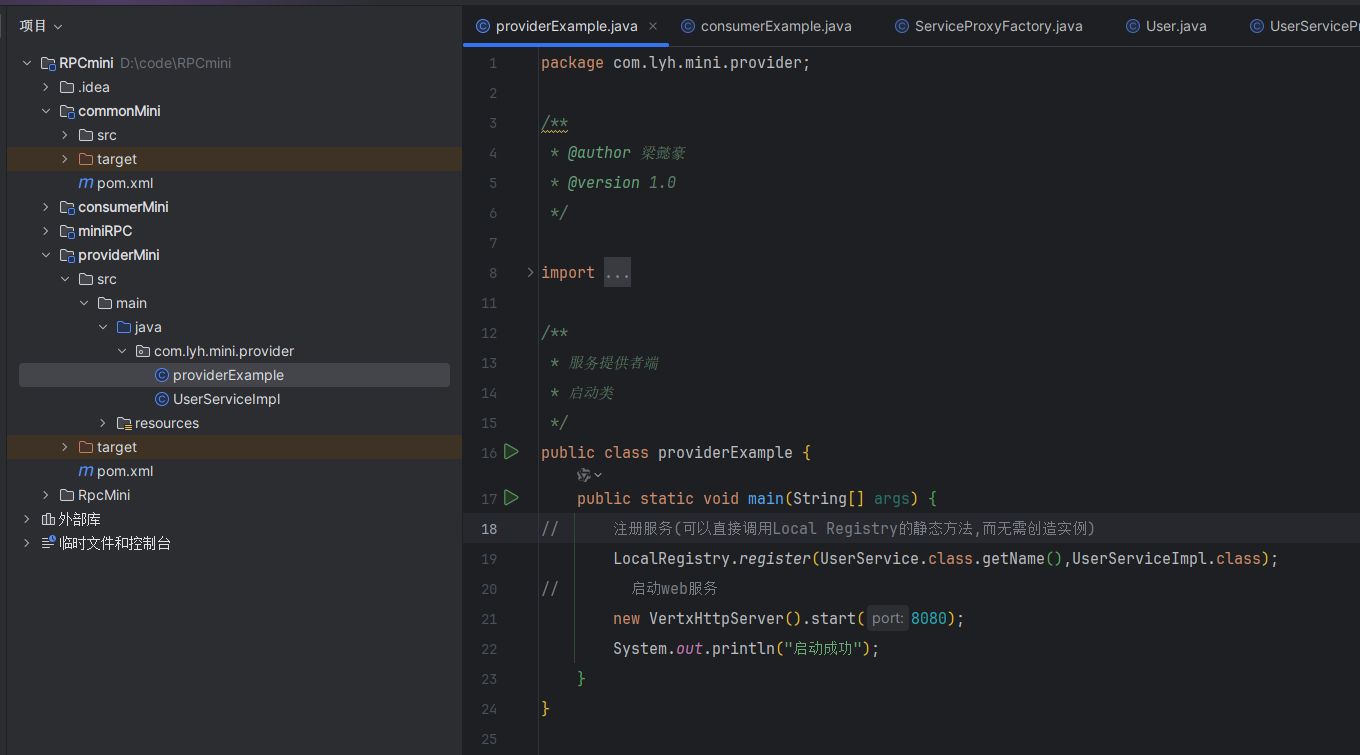 项目
RPCmini D:\code\RPCmini
.idea
commonMini
src
target
pom.xml
consumerMini
miniRPC
providerMini
src
main
java
com.lyh.mini.provider
providerExample
UserServiceImpl
resources
target
pom.xml
RpcMini
外部库
临时文件和控制台
providerExample.java consumerExample.java ServiceProxyFactory.java User.java
1 package com.lyh.mini.provider;
2
3 /**
4 * @author 梁懿豪
5 * @version 1.0
6 */
7
8 import ...
11
12 /**
13 * 服务提供者端
14 * 启动类
15 */
16 public class providerExample {
17 public static void main(String[] args) {
18 // 注册服务(可以直接调用Local Registry的静态方法,而无需创造实例)
19 LocalRegistry.register(UserService.class.getName(),UserServiceImpl.class);
20 // 启动web服务
21 new VertxHttpServer().start( port: 8080);
22 System.out.println("启动成功");
23 }
24 }
25